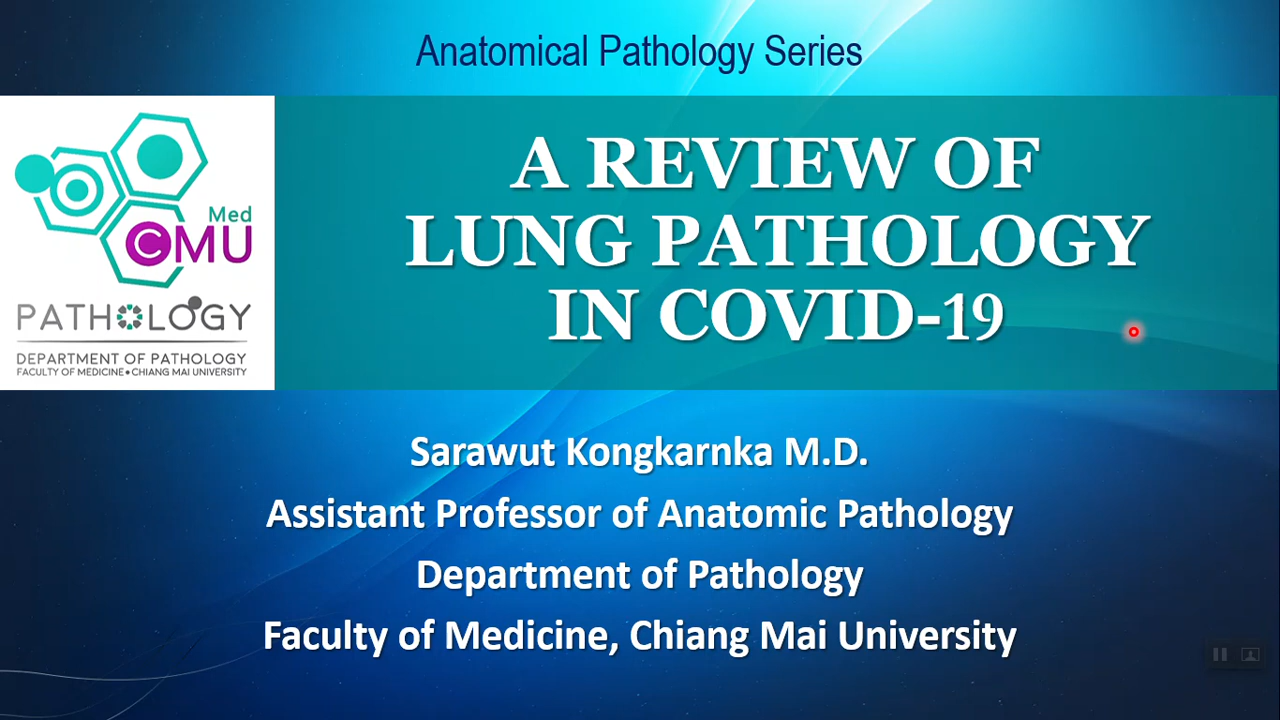 Anatomical Pathology Series
A REVIEW OF
LUNG PATHOLOGY
IN COVID-19
Med
CMU
PATHOLOGY
DEPARTMENT OF PATHOLOGY
FACULTY OF MEDICINE•CHIANG MAI UNIVERSITY
Sarawut Kongkarnka M.D.
Assistant Professor of Anatomic Pathology
Department of Pathology
Faculty of Medicine, Chiang Mai University